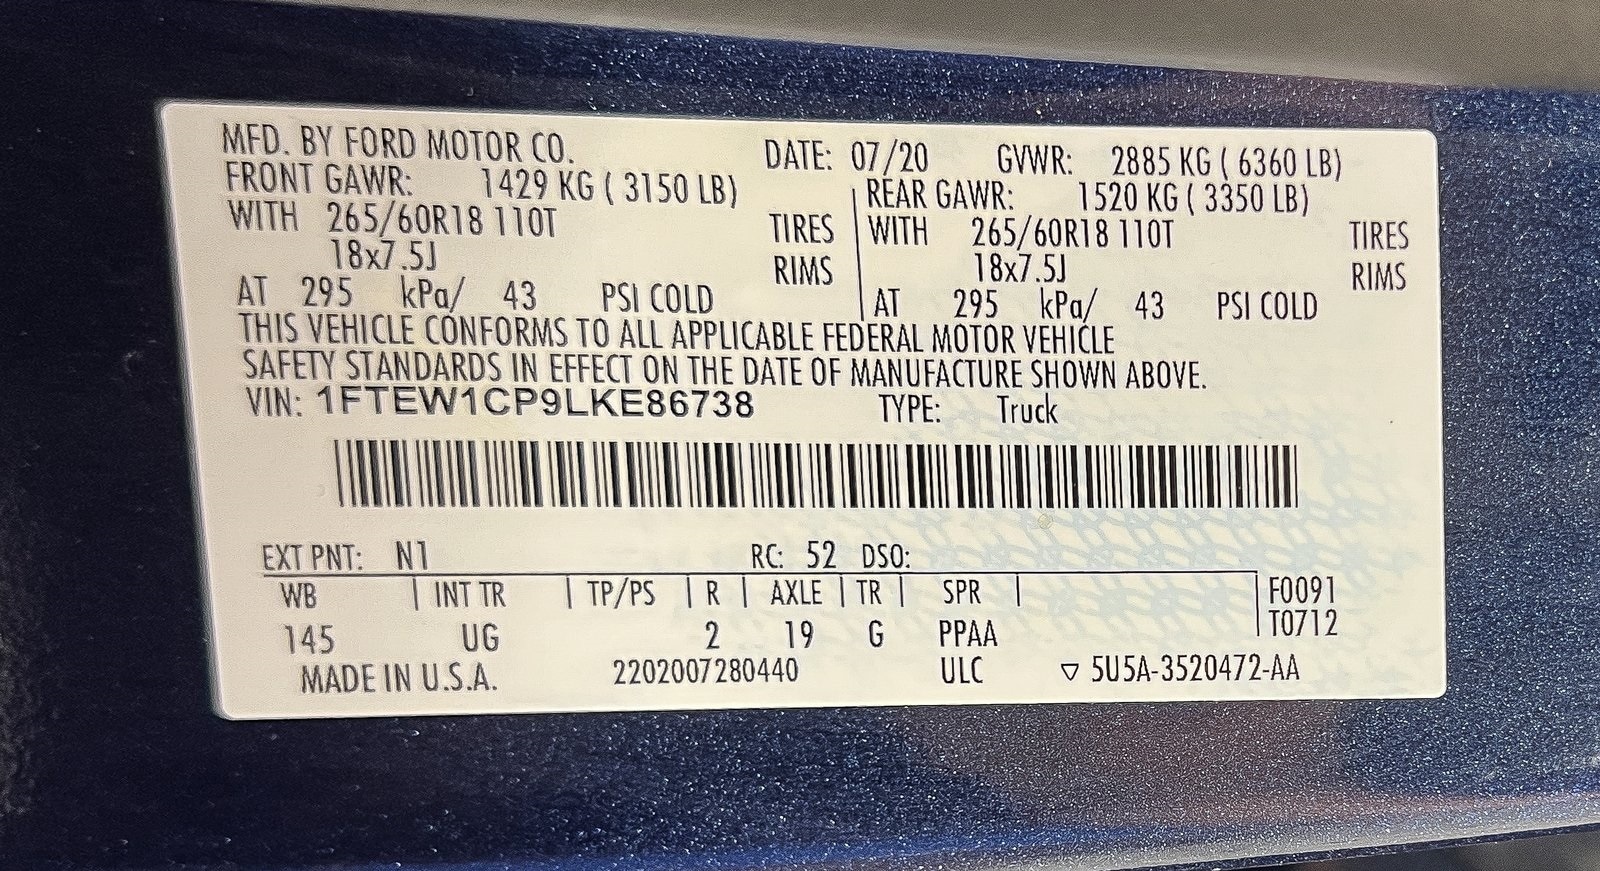 MFD. BY FORD MOTOR CO. DATE: 07/20 GVWR: 2885 KG ( 6360 LB)
FRONT GAWR: 1429 KG ( 3150 LB) REAR GAWR: 1520 KG ( 3350 LB)
WITH 265/60R18 110T TIRES WITH 265/60R18 110T TIRES
18x7.5J RIMS 18x7.5J RIMS
AT 295 kPa/ 43 PSI COLD AT 295 kPa/ 43 PSI COLD
THIS VEHICLE CONFORMS TO ALL APPLICABLE FEDERAL MOTOR VEHICLE
SAFETY STANDARDS IN EFFECT ON THE DATE OF MANUFACTURE SHOWN ABOVE.
VIN: 1FTEW1CP9LKE86738 TYPE: Truck
EXT PNT: N1 RC: 52 DSO:
WB INT TR TP/PS R AXLE TR SPR F0091
T0712
145 UG 2 19 G PPAA
MADE IN U.S.A. 2202007280440 ULC ▽ 5U5A-3520472-AA